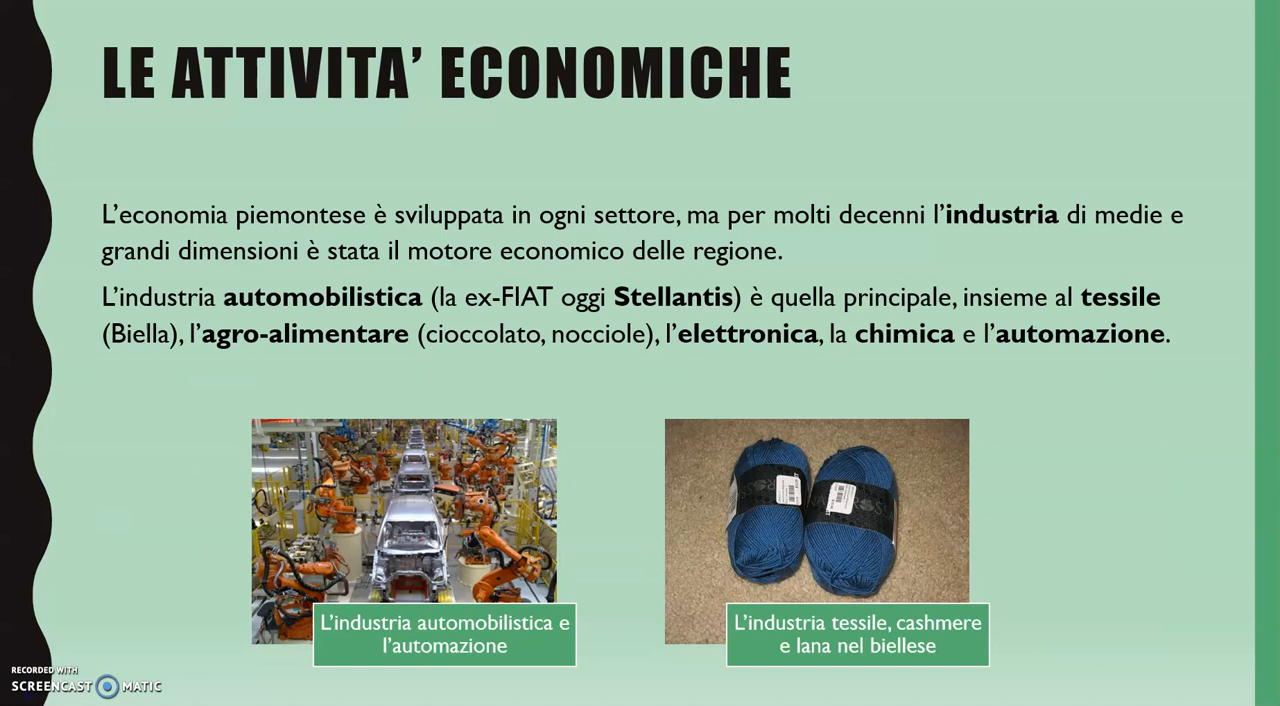 LE ATTIVITA’ ECONOMICHE
L’economia piemontese è sviluppata in ogni settore, ma per molti decenni l’industria di medie e
grandi dimensioni è stata il motore economico delle regione.
L’industria automobilistica (la ex-FIAT oggi Stellantis) è quella principale, insieme al tessile
(Biella), l’agro-alimentare (cioccolato, nocciole), l’elettronica, la chimica e l’automazione.
L’industria automobilistica e
l’automazione
L’industria tessile, cashmere
e lana nel biellese
RECORDED WITH
SCREENCAST MATIC